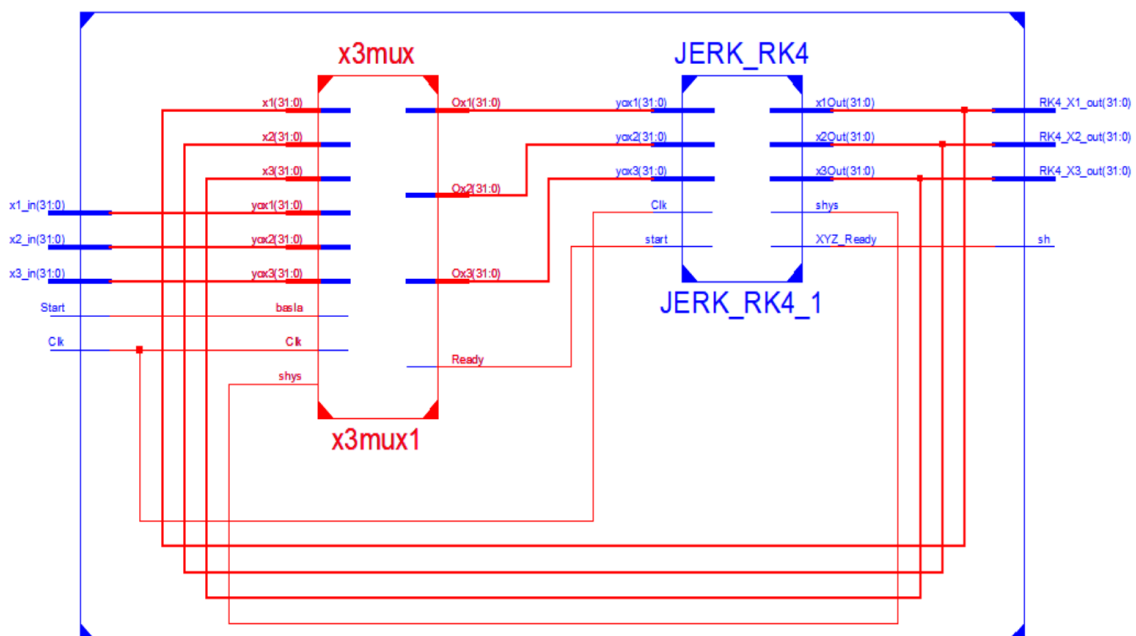 x3mux
JERK_RK4
x1(31:0)
Ox1(31:0)
yox1(31:0)
x1Out(31:0)
RK4_X1_out(31:0)
x2(31:0)
yox2(31:0)
x2Out(31:0)
RK4_X2_out(31:0)
x3(31:0)
Ox2(31:0)
yox3(31:0)
x3Out(31:0)
RK4_X3_out(31:0)
x1_in(31:0)
yox1(31:0)
Clk
shys
x2_in(31:0)
yox2(31:0)
start
XYZ_Ready
sh
x3_in(31:0)
yox3(31:0)
Ox3(31:0)
JERK_RK4_1
Start
basla
Clk
Clk
Ready
shys
x3mux1